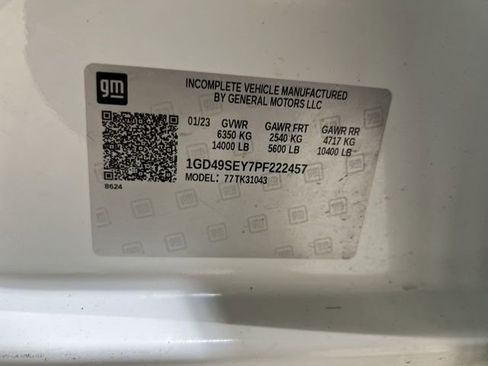 gm
INCOMPLETE VEHICLE MANUFACTURED
BY GENERAL MOTORS LLC
01/23 GVWR GAWR FRT GAWR RR
6350 KG 2540 KG 4717 KG
14000 LB 5600 LB 10400 LB
1GD49SEY7PF222457
MODEL: 77TK31043
8624